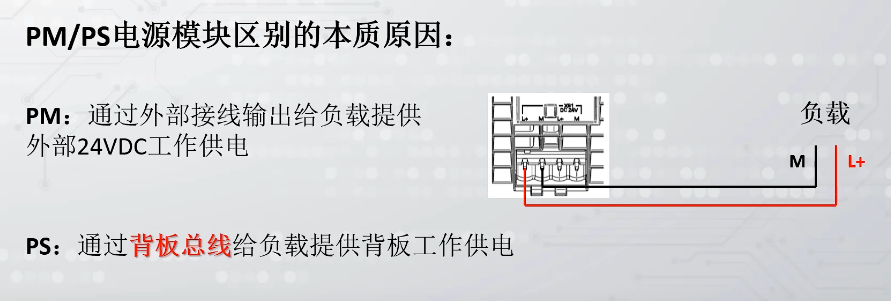 PM/PS电源模块区别的本质原因：
PM：通过外部接线输出给负载提供
外部24VDC工作供电
负载
M
L+
L+ M L+ M
PS：通过背板总线给负载提供背板工作供电